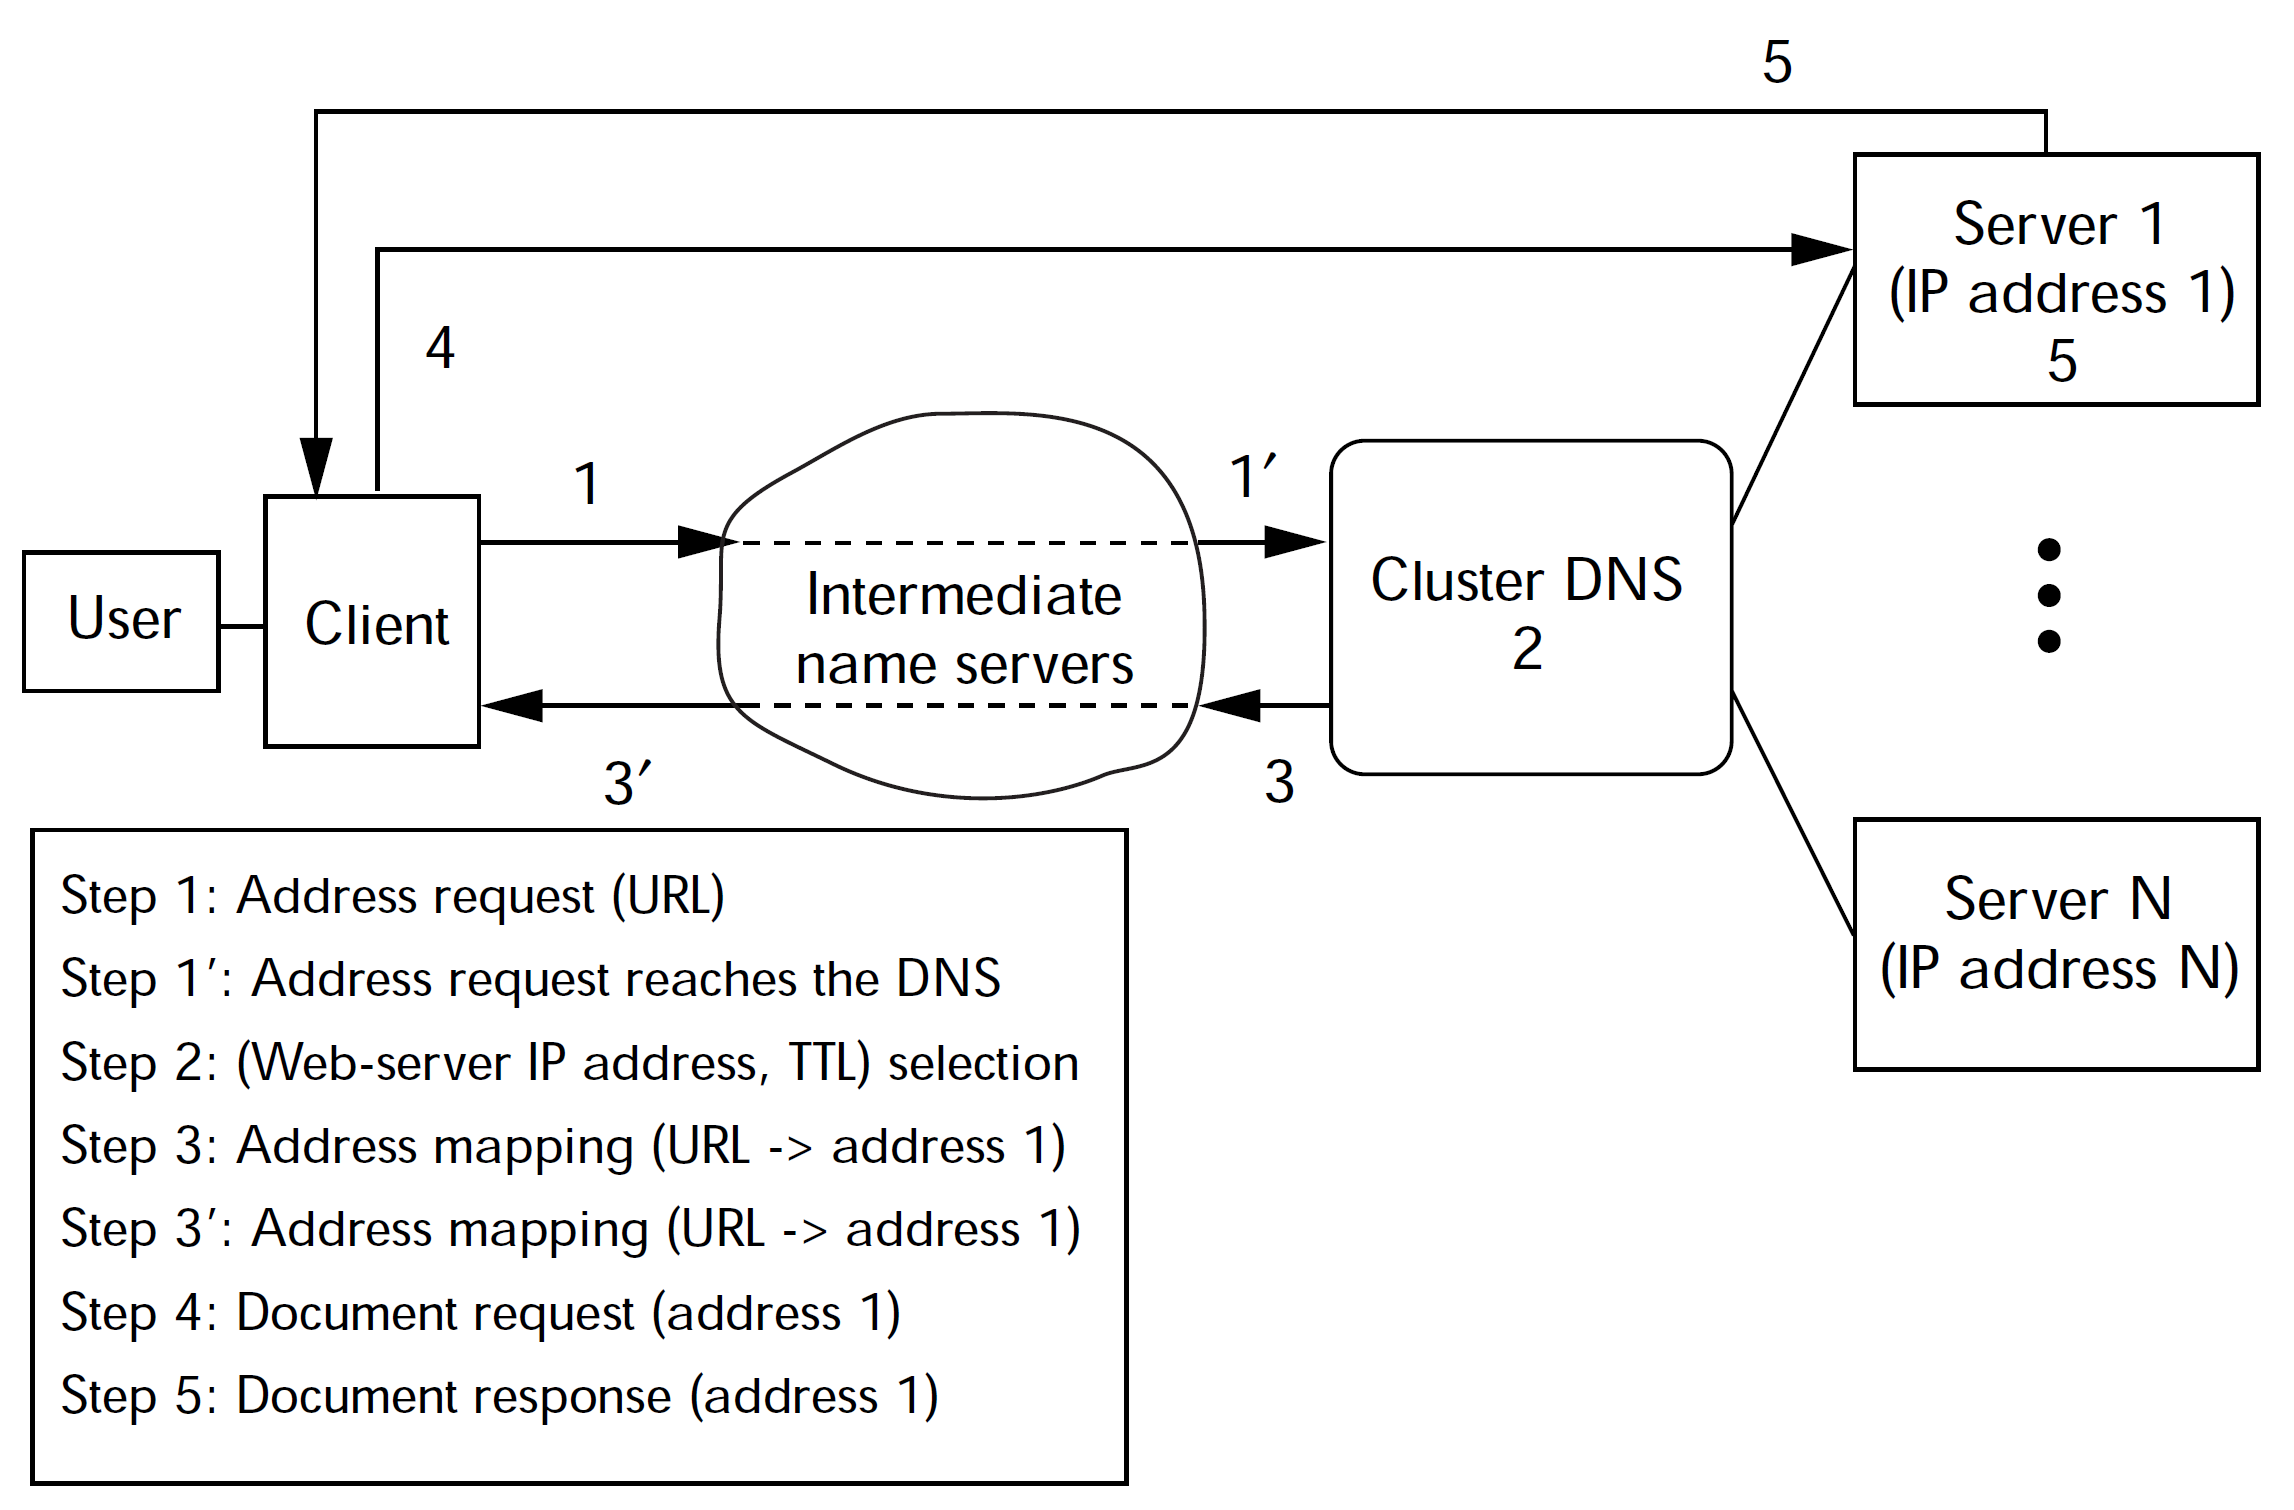 5
Server 1
(IP address 1)
5
4
1
1′
User
Client
Intermediate
name servers
Cluster DNS
2
3′
3
Server N
(IP address N)
Step 1: Address request (URL)
Step 1′: Address request reaches the DNS
Step 2: (Web-server IP address, TTL) selection
Step 3: Address mapping (URL -> address 1)
Step 3′: Address mapping (URL -> address 1)
Step 4: Document request (address 1)
Step 5: Document response (address 1)